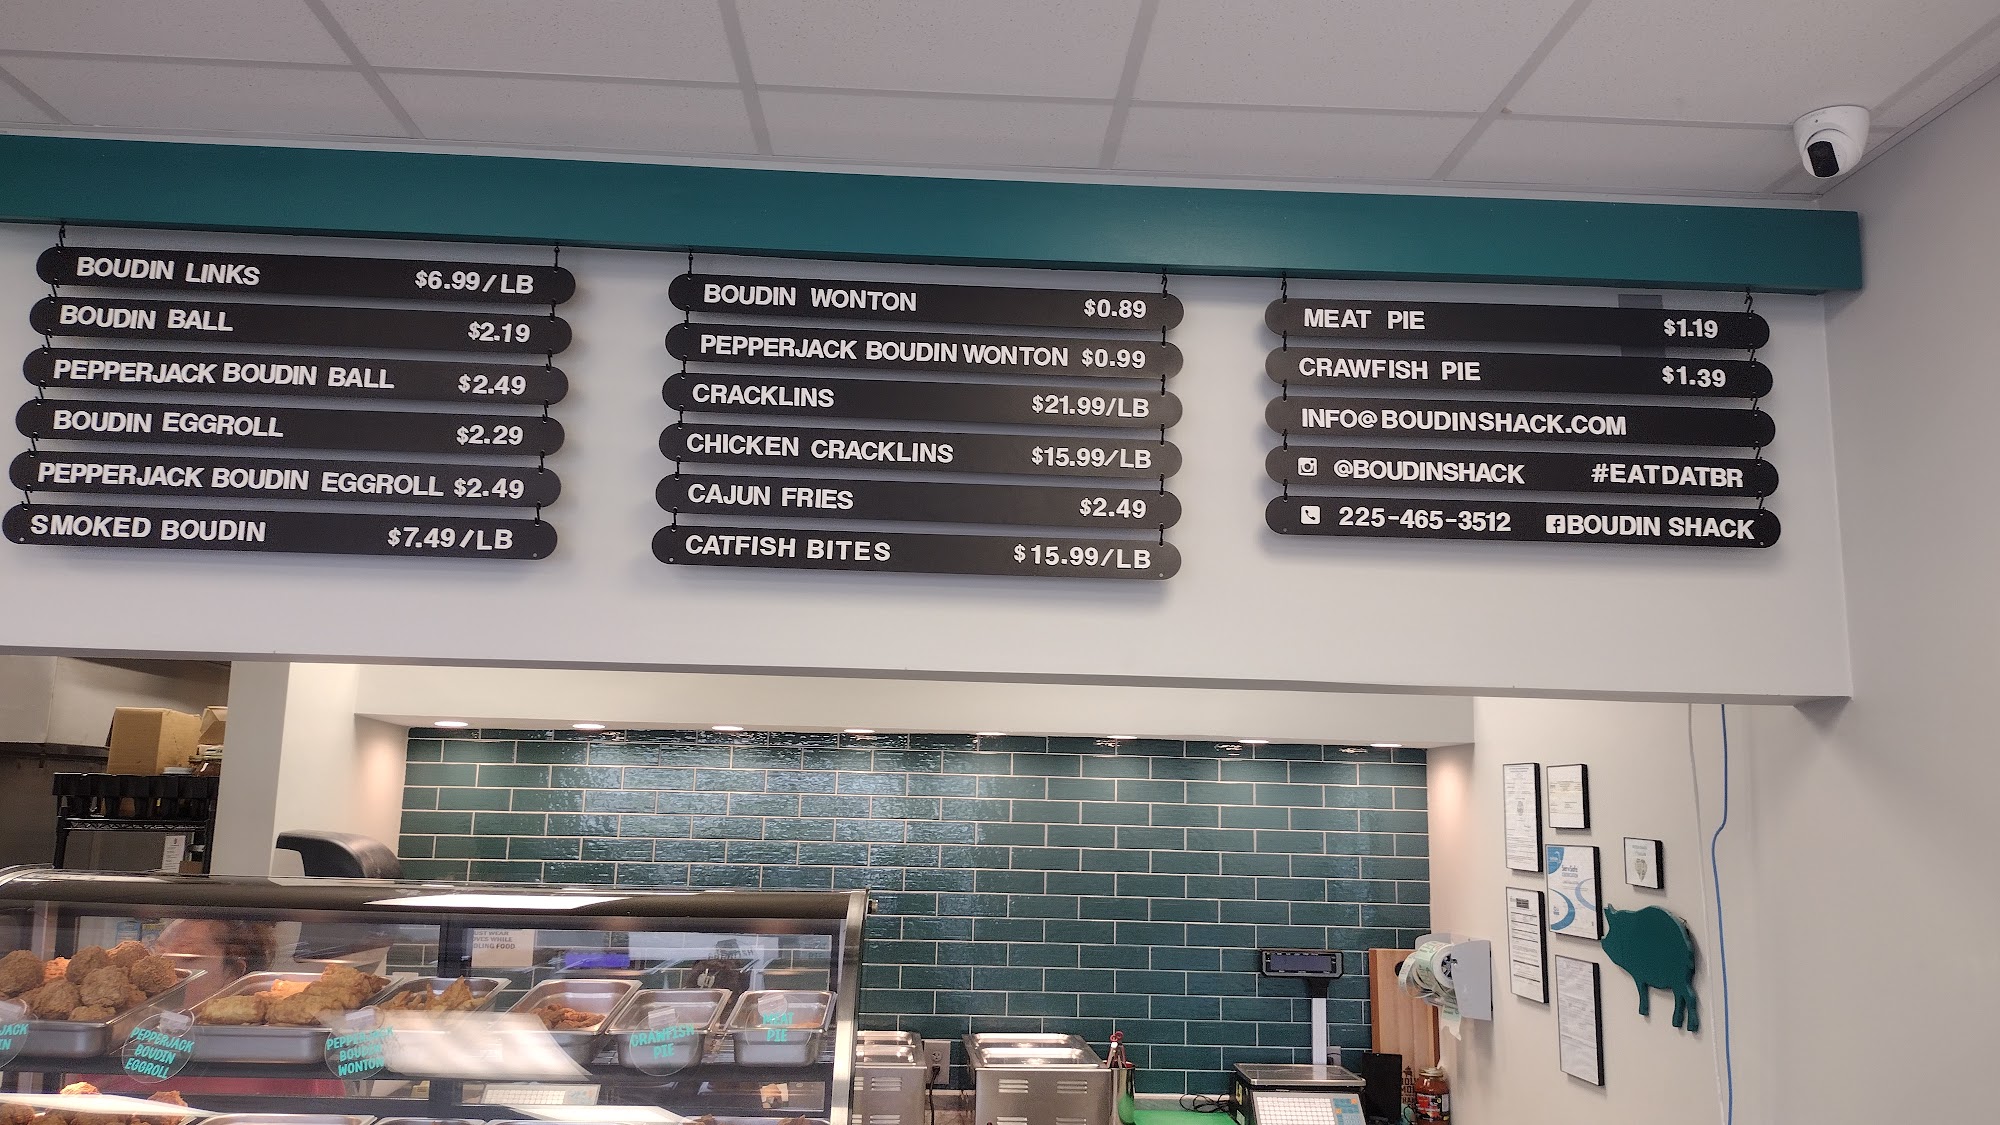 BOUDIN LINKS $6.99/LB
BOUDIN BALL $2.19
PEPPERJACK BOUDIN BALL $2.49
BOUDIN EGGROLL $2.29
PEPPERJACK BOUDIN EGGROLL $2.49
SMOKED BOUDIN $7.49/LB
BOUDIN WONTON $0.89
PEPPERJACK BOUDIN WONTON $0.99
CRACKLINS $21.99/LB
CHICKEN CRACKLINS $15.99/LB
CAJUN FRIES $2.49
CATFISH BITES $15.99/LB
MEAT PIE $1.19
CRAWFISH PIE $1.39
INFO@BOUDINSHACK.COM
@BOUDINSHACK #EATDATBR
225-465-3512 BOUDIN SHACK
PEPPERJACK
BOUDIN
EGGROLL
PEPPERJACK
BOUDIN
WONTON
CRAWFISH
PIE
MEAT
PIE